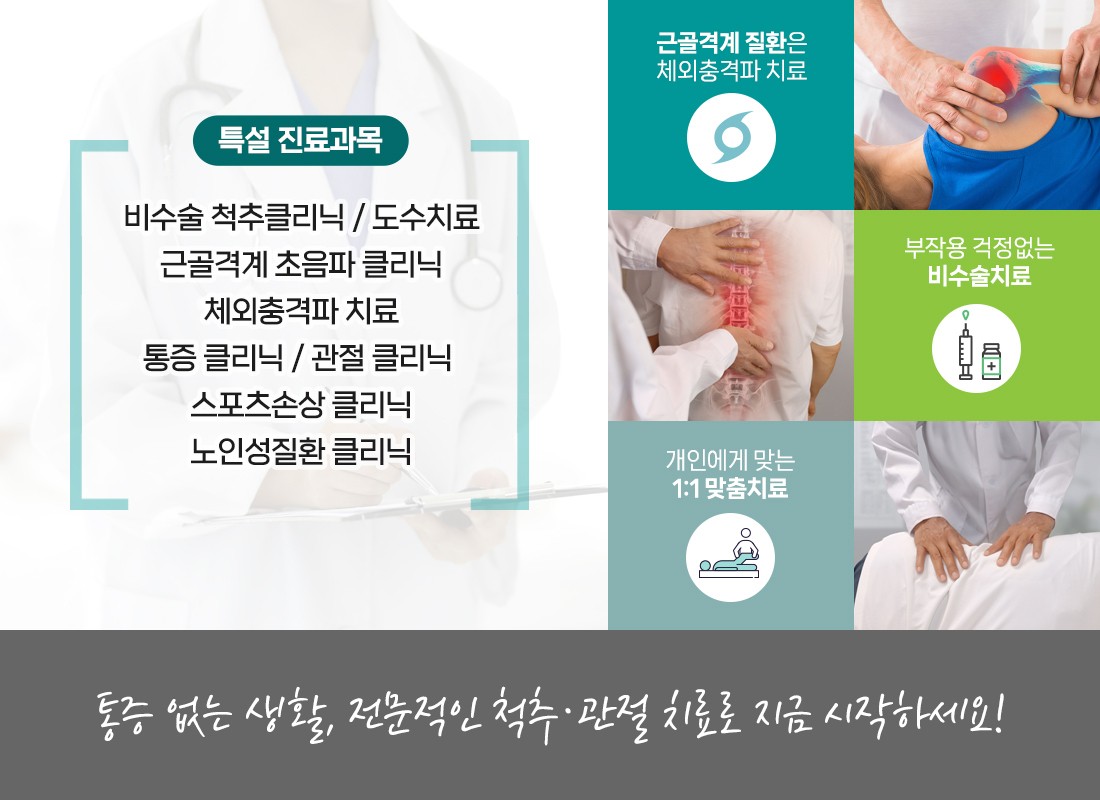 특설 진료과목
비수술 척추클리닉 / 도수치료
근골격계 초음파 클리닉
체외충격파 치료
통증 클리닉 / 관절 클리닉
스포츠손상 클리닉
노인성질환 클리닉
근골격계 질환은
체외충격파 치료
부작용 걱정없는
비수술치료
개인에게 맞는
1:1 맞춤치료
통증 없는 생활, 전문적인 척추·관절 치료로 지금 시작하세요!